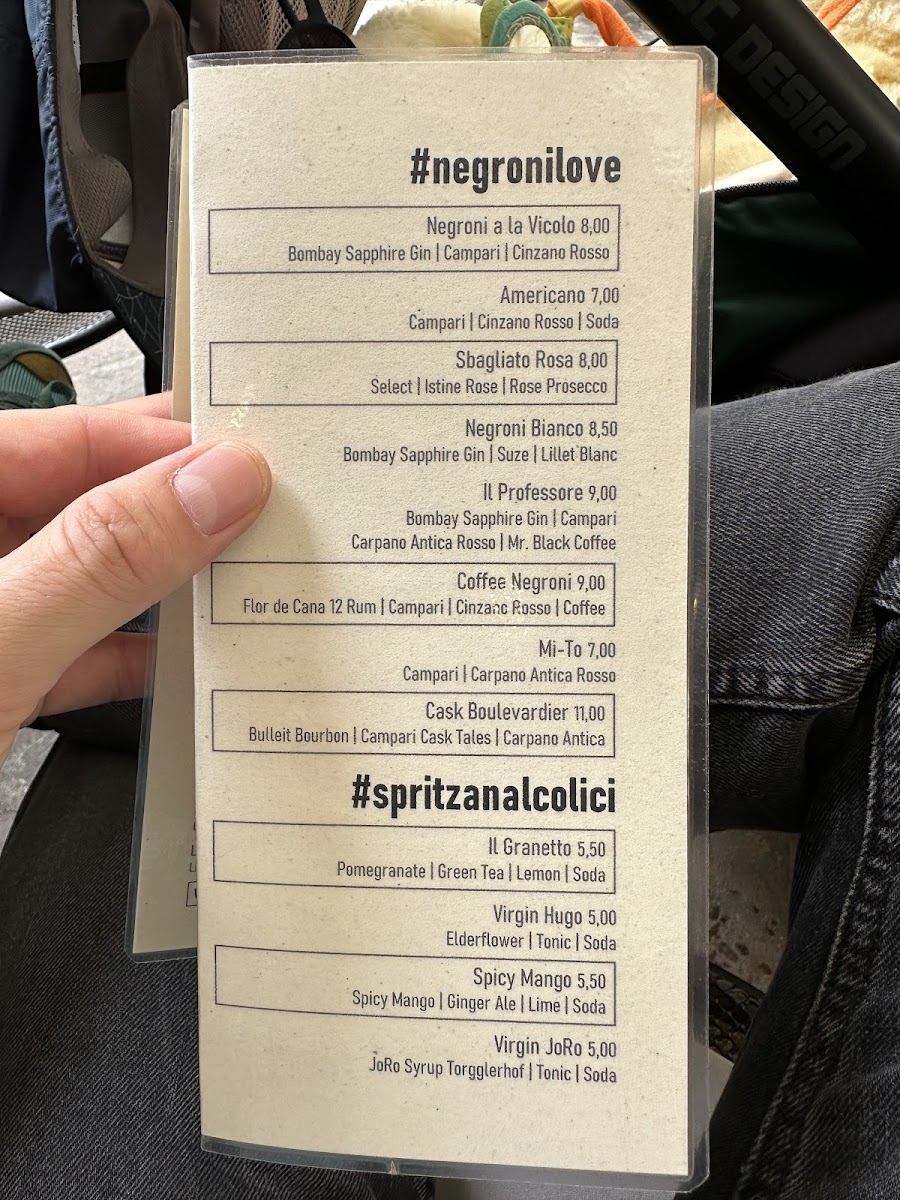 #negronilove
Negroni a la Vicolo 8,00
Bombay Sapphire Gin | Campari | Cinzano Rosso
Americano 7,00
Campari | Cinzano Rosso | Soda
Sbagliato Rosa 8,00
Select | Istine Rose | Rose Prosecco
Negroni Bianco 8,50
Bombay Sapphire Gin | Suze | Lillet Blanc
Il Professore 9,00
Bombay Sapphire Gin | Campari
Carpano Antica Rosso | Mr. Black Coffee
Coffee Negroni 9,00
Flor de Cana 12 Rum | Campari | Cinzano Rosso | Coffee
Mi-To 7,00
Campari | Carpano Antica Rosso
Cask Boulevardier 11,00
Bulleit Bourbon | Campari Cask Tales | Carpano Antica
#spritzanalcolici
Il Granetto 5,50
Pomegranate | Green Tea | Lemon | Soda
Virgin Hugo 5,00
Elderflower | Tonic | Soda
Spicy Mango 5,50
Spicy Mango | Ginger Ale | Lime | Soda
Virgin JoRo 5,00
JoRo Syrup Torgglerhof | Tonic | Soda
DESIGN